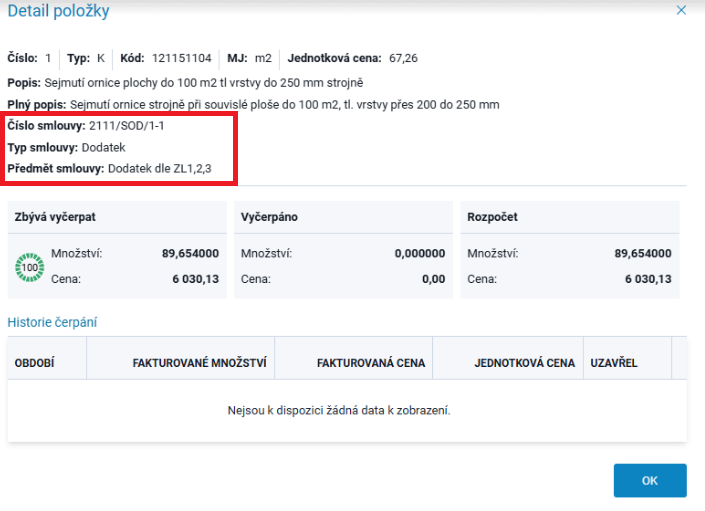 Detail položky
Číslo: 1 Typ: K Kód: 121151104 MJ: m2 Jednotková cena: 67,26
Popis: Sejmutí ornice plochy do 100 m2 tl vrstvy do 250 mm strojně
Plný popis: Sejmutí ornice strojně při souvislé ploše do 100 m2, tl. vrstvy přes 200 do 250 mm
Číslo smlouvy: 2111/SOD/1-1
Typ smlouvy: Dodatek
Předmět smlouvy: Dodatek dle ZL1,2,3
Zbývá vyčerpat Vyčerpáno Rozpočet
100 Množství: 89,654000 Množství: 0,000000 Množství: 89,654000
Cena: 6 030,13 Cena: 0,00 Cena: 6 030,13
Historie čerpání
OBDOBÍ FAKTUROVANÉ MNOŽSTVÍ FAKTUROVANÁ CENA JEDNOTKOVÁ CENA UZAVŘEL
Nejsou k dispozici žádná data k zobrazení.
OK